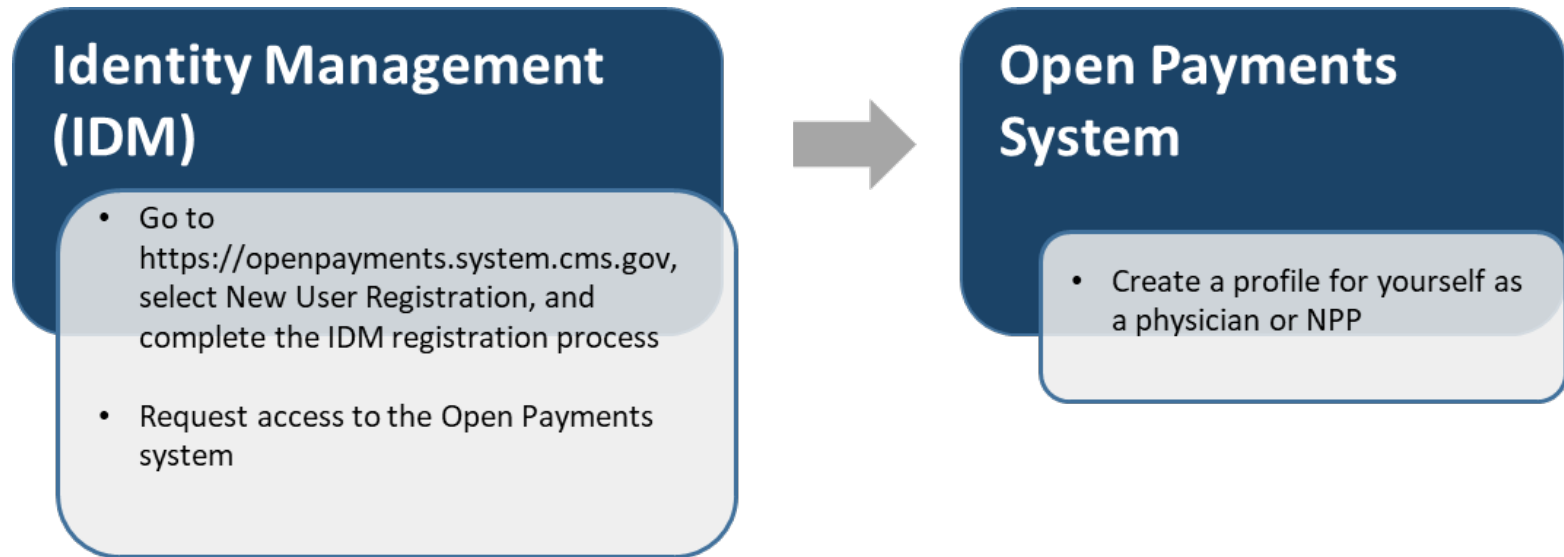 Identity Management
(IDM)
• Go to
https://openpayments.system.cms.gov,
select New User Registration, and
complete the IDM registration process
• Request access to the Open Payments
system
Open Payments
System
• Create a profile for yourself as
a physician or NPP